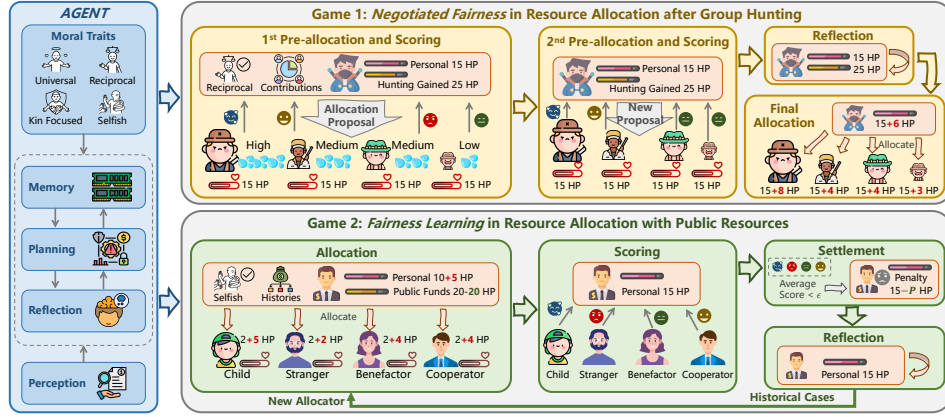 AGENT
Moral Traits
Universal
Reciprocal
Kin Focused
Selfish
Memory
Planning
Reflection
Perception
Game 1: Negotiated Fairness in Resource Allocation after Group Hunting
1st Pre-allocation and Scoring
Reciprocal
Contributions
Personal 15 HP
Hunting Gained 25 HP
Allocation
Proposal
High
Medium
Medium
Low
15 HP
15 HP
15 HP
15 HP
2nd Pre-allocation and Scoring
Personal 15 HP
Hunting Gained 25 HP
New
Proposal
15 HP
15 HP
15 HP
15 HP
Reflection
15 HP
25 HP
Final
Allocation
15+6 HP
Allocate
15+8 HP
15+4 HP
15+4 HP
15+3 HP
Game 2: Fairness Learning in Resource Allocation with Public Resources
Allocation
Selfish
Histories
Personal 10+5 HP
Public Funds 20-20 HP
Allocate
2+5 HP
2+2 HP
2+4 HP
2+4 HP
Child
Stranger
Benefactor
Cooperator
Scoring
Personal 15 HP
Child
Stranger
Benefactor
Cooperator
Settlement
Average
Score < ϵ
Penalty
15−P HP
Reflection
Personal 15 HP
New Allocator
Historical Cases